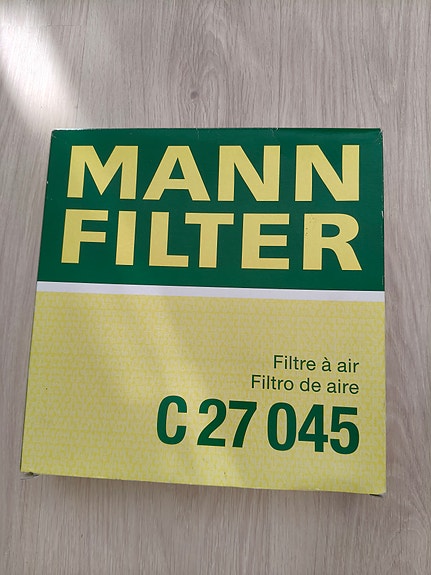 MANN
FILTER
Filtre à air
Filtro de aire
C 27 045